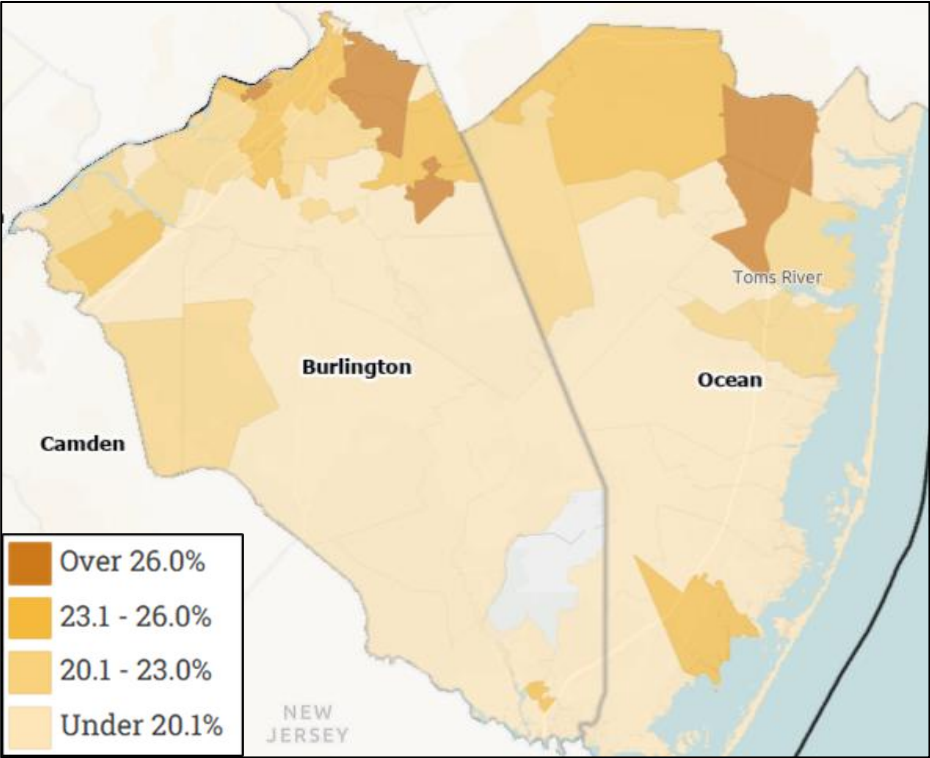 Toms River
Burlington
Ocean
Camden
Over 26.0%
23.1 - 26.0%
20.1 - 23.0%
Under 20.1%
NEW
JERSEY